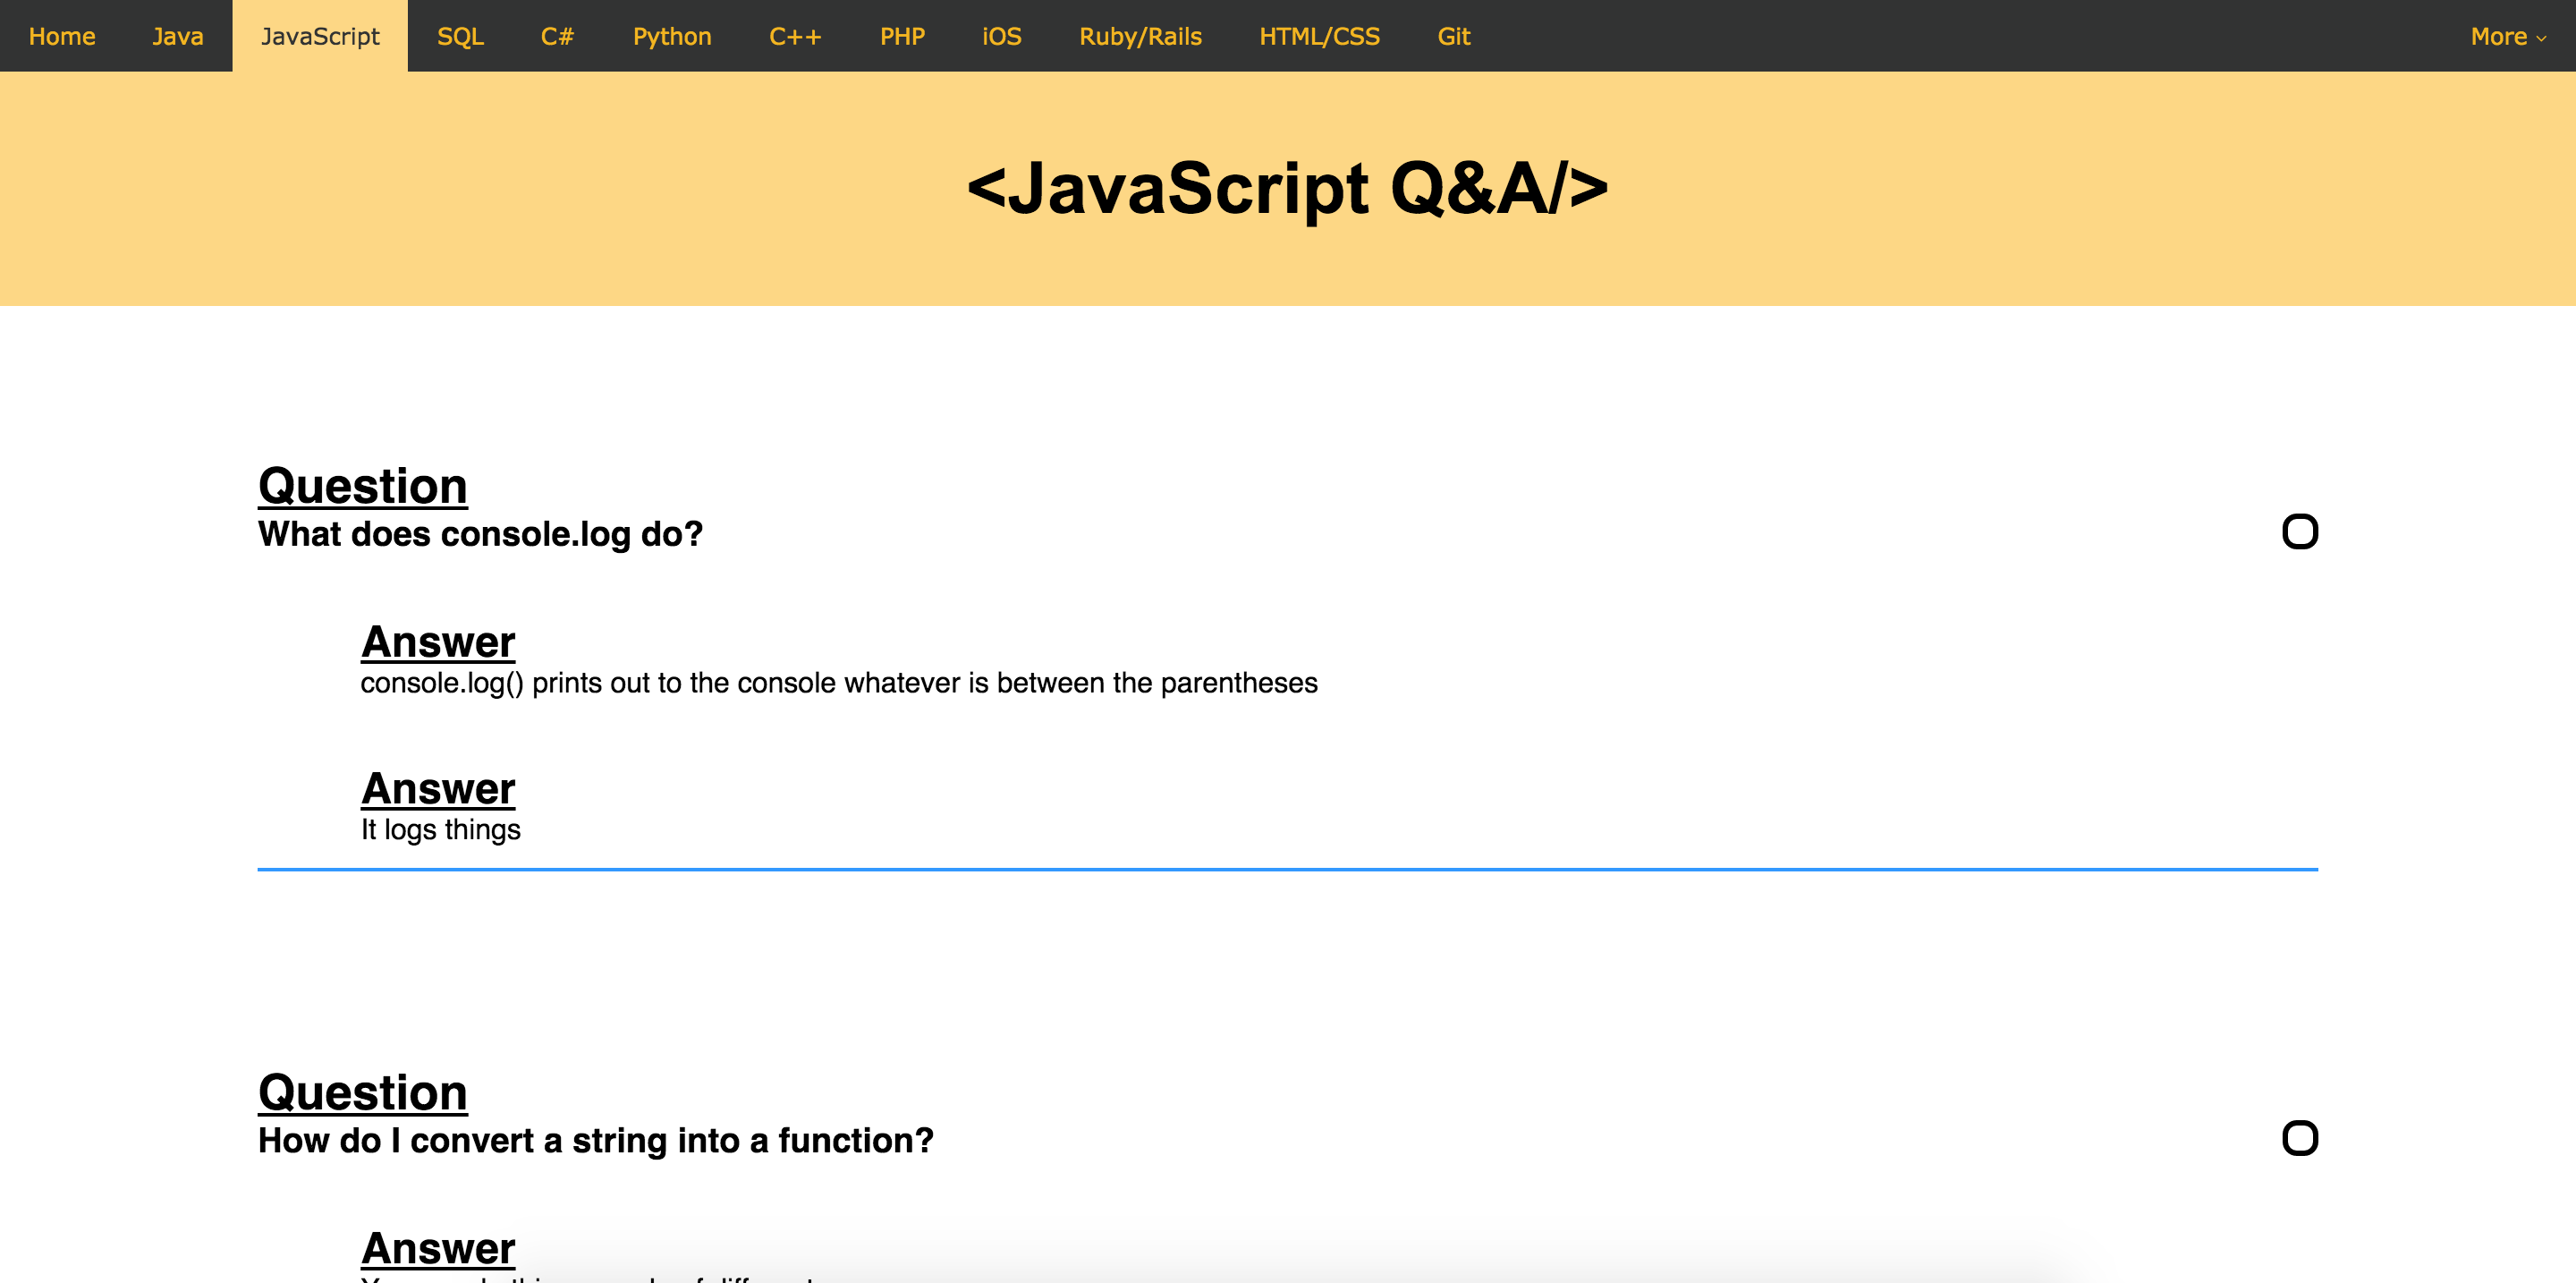 Home Java JavaScript SQL C# Python C++ PHP iOS Ruby/Rails HTML/CSS Git More
<JavaScript Q&A/>
Question
What does console.log do?
Answer
console.log() prints out to the console whatever is between the parentheses
Answer
It logs things
Question
How do I convert a string into a function?
Answer